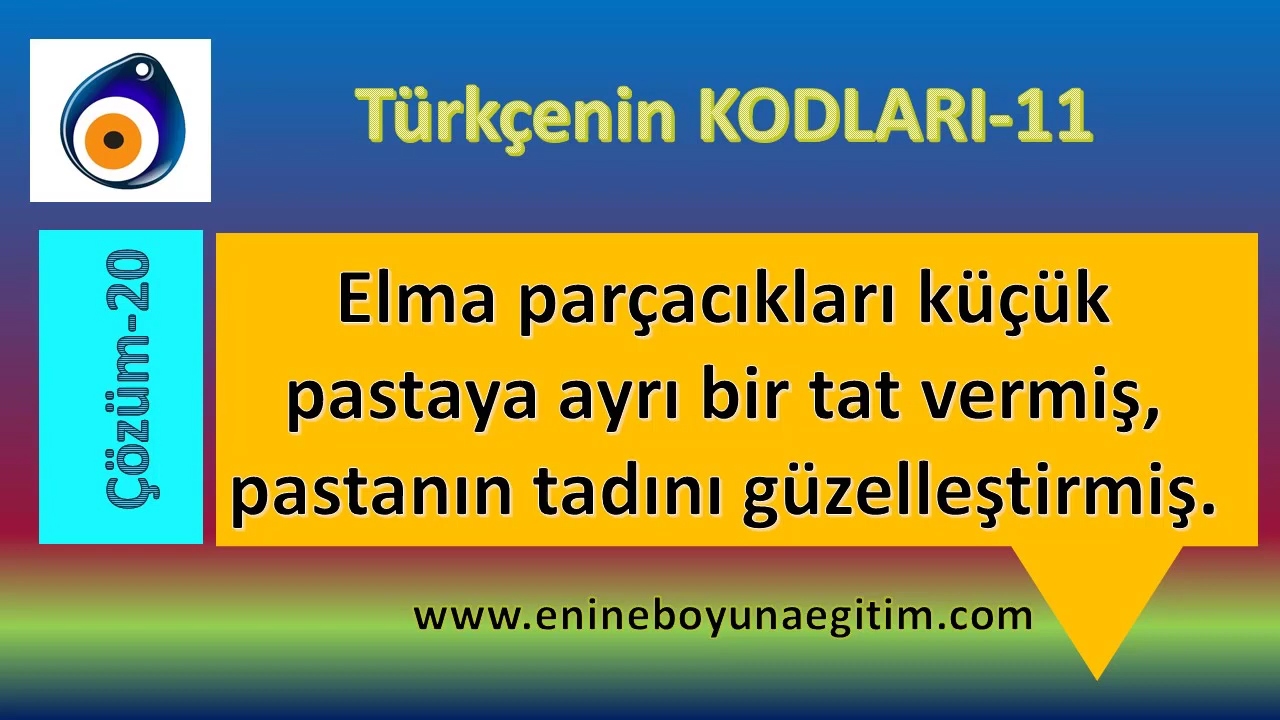 Türkçenin KODLARI-11
Çözüm-20
Elma parçacıkları küçük
pastaya ayrı bir tat vermiş,
pastanın tadını güzelleştirmiş.
www.enineboyunaegitim.com